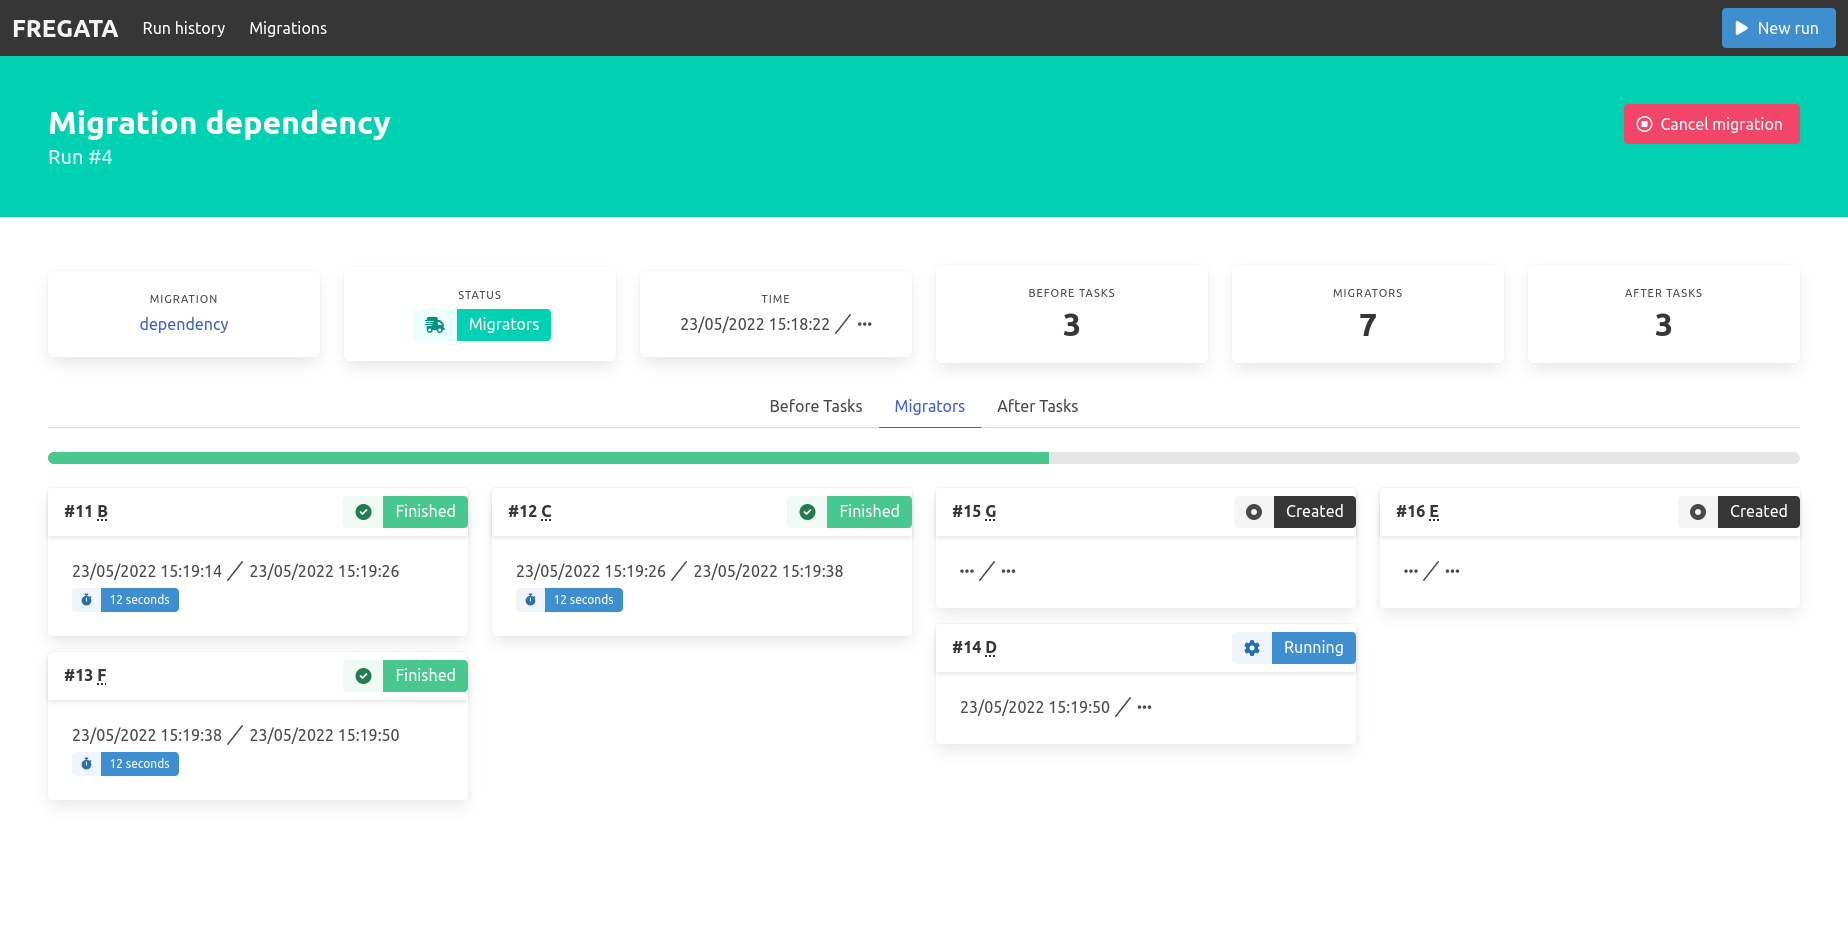 FREGATA Run history Migrations New run
Migration dependency Cancel migration
Run #4
MIGRATION
dependency
STATUS
Migrators
TIME
23/05/2022 15:18:22 / ···
BEFORE TASKS
3
MIGRATORS
7
AFTER TASKS
3
Before Tasks Migrators After Tasks
#11 B Finished
23/05/2022 15:19:14 / 23/05/2022 15:19:26
12 seconds
#13 F Finished
23/05/2022 15:19:38 / 23/05/2022 15:19:50
12 seconds
#12 C Finished
23/05/2022 15:19:26 / 23/05/2022 15:19:38
12 seconds
#15 G Created
··· / ···
#14 D Running
23/05/2022 15:19:50 / ···
#16 E Created
··· / ···